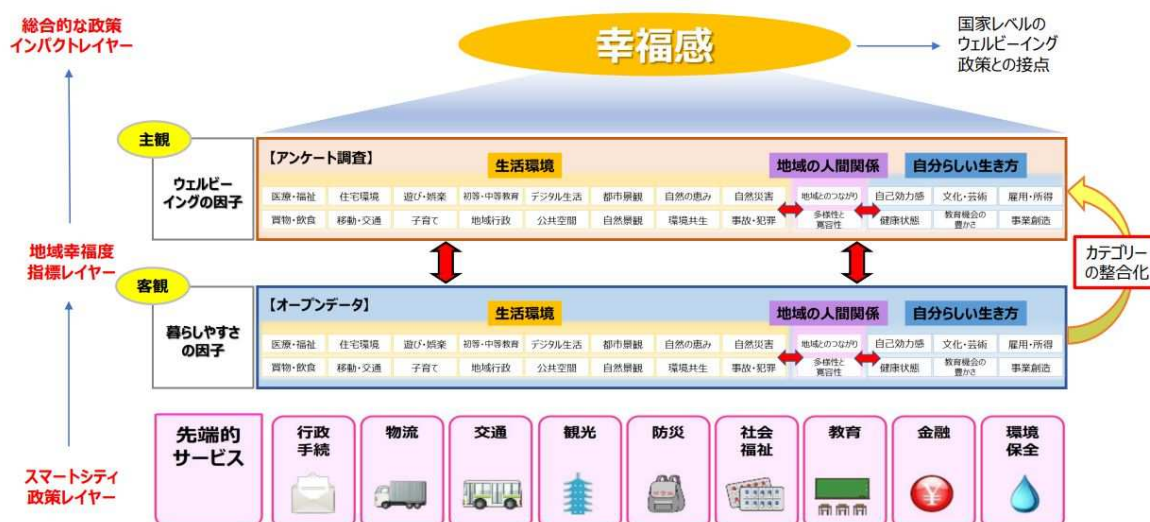 総合的な政策
インパクトレイヤー
幸福感
国家レベルの
ウェルビーイング
政策との接点
主観
ウェルビー
イングの因子
【アンケート調査】
生活環境
地域の人間関係
自分らしい生き方
医療・福祉 住宅環境 遊び・娯楽 初等・中等教育 デジタル生活 都市景観 自然の恵み 自然災害 地域とのつながり 自己効力感 文化・芸術 雇用・所得
買物・飲食 移動・交通 子育て 地域行政 公共空間 自然景観 環境共生 事故・犯罪 多様性と 健康状態 教育機会の 事業創造
寛容性 豊かさ
地域幸福度
指標レイヤー
カテゴリー
の整合化
客観
暮らしやすさ
の因子
【オープンデータ】
生活環境
地域の人間関係
自分らしい生き方
医療・福祉 住宅環境 遊び・娯楽 初等・中等教育 デジタル生活 都市景観 自然の恵み 自然災害 地域とのつながり 自己効力感 文化・芸術 雇用・所得
買物・飲食 移動・交通 子育て 地域行政 公共空間 自然景観 環境共生 事故・犯罪 多様性と 健康状態 教育機会の 事業創造
寛容性 豊かさ
スマートシティ
政策レイヤー
先端的
サービス
行政
手続
物流
交通
観光
防災
社会
福祉
教育
金融
¥
環境
保全